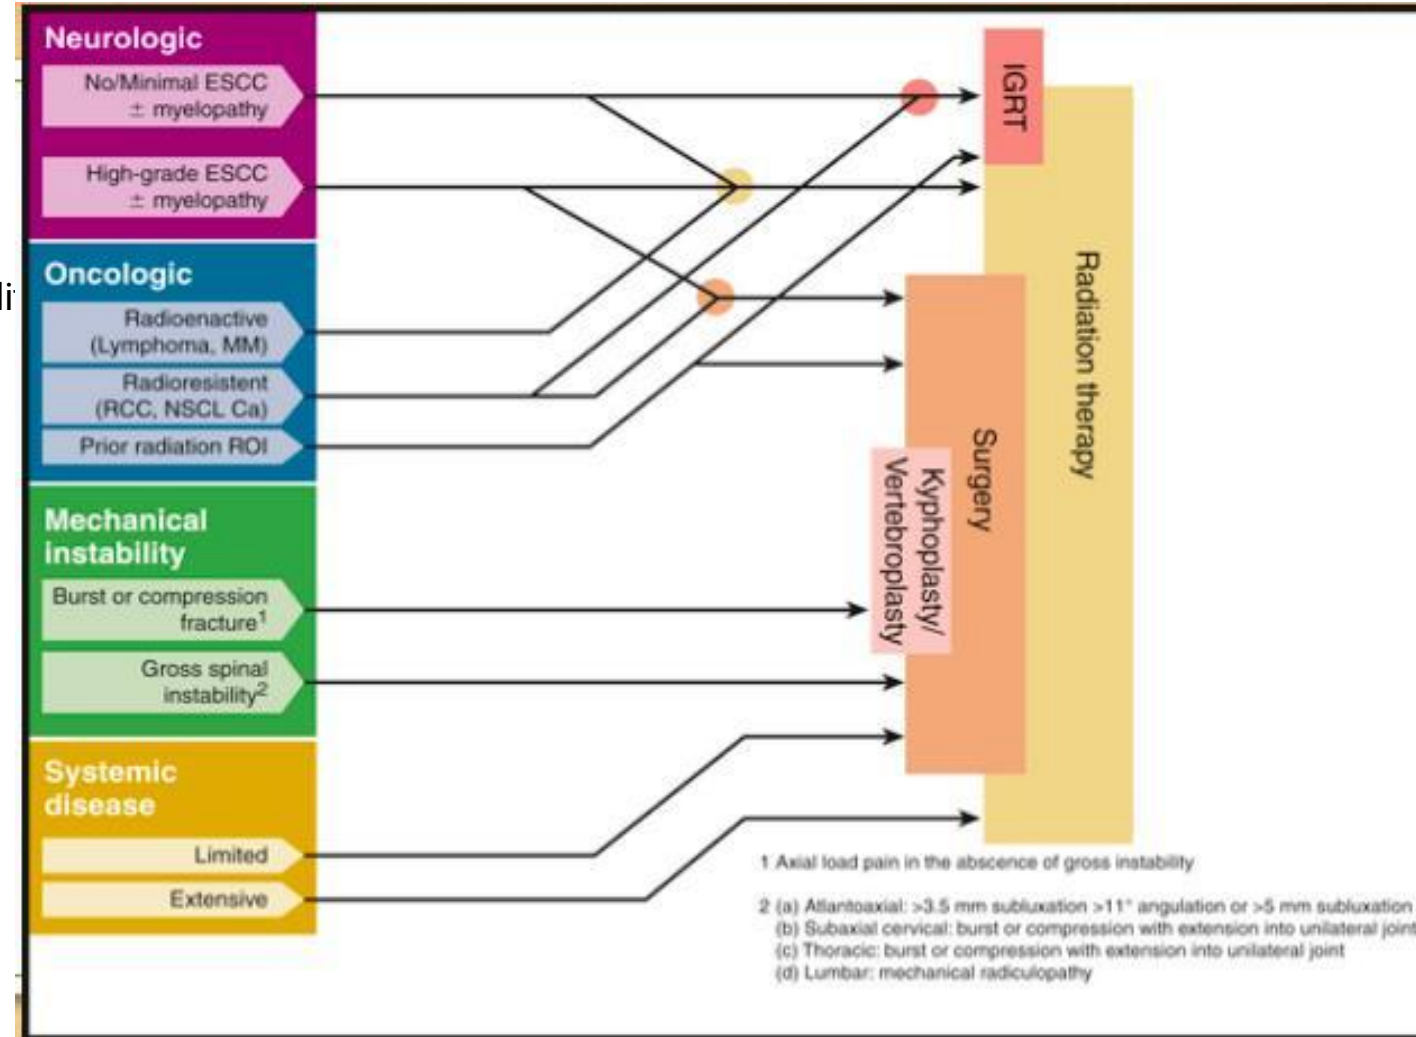 Neurologic
No/Minimal ESCC
± myelopathy
High-grade ESCC
± myelopathy
Oncologic
Radioenactive
(Lymphoma, MM)
Radioresistent
(RCC, NSCL Ca)
Prior radiation ROI
Mechanical
instability
Burst or compression
fracture1
Gross spinal
instability2
Systemic
disease
Limited
Extensive
IGRT
Radiation therapy
Surgery
Kyphoplasty/
Vertebroplasty
1 Axial load pain in the abscence of gross instability
2 (a) Atlantoaxial: >3.5 mm subluxation >11° angulation or >5 mm subluxation
(b) Subaxial cervical: burst or compression with extension into unilateral joint
(c) Thoracic: burst or compression with extension into unilateral joint
(d) Lumbar: mechanical radiculopathy